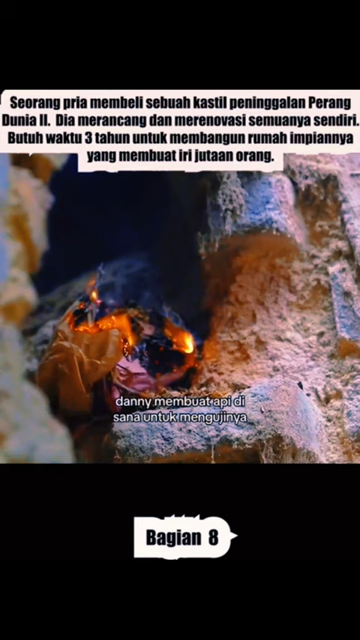 Seorang pria membeli sebuah kastil peninggalan Perang
Dunia II. Dia merancang dan merenovasi semuanya sendiri.
Butuh waktu 3 tahun untuk membangun rumah impiannya
yang membuat iri jutaan orang.
danny membuat api di
sana untuk mengujinya
Bagian 8